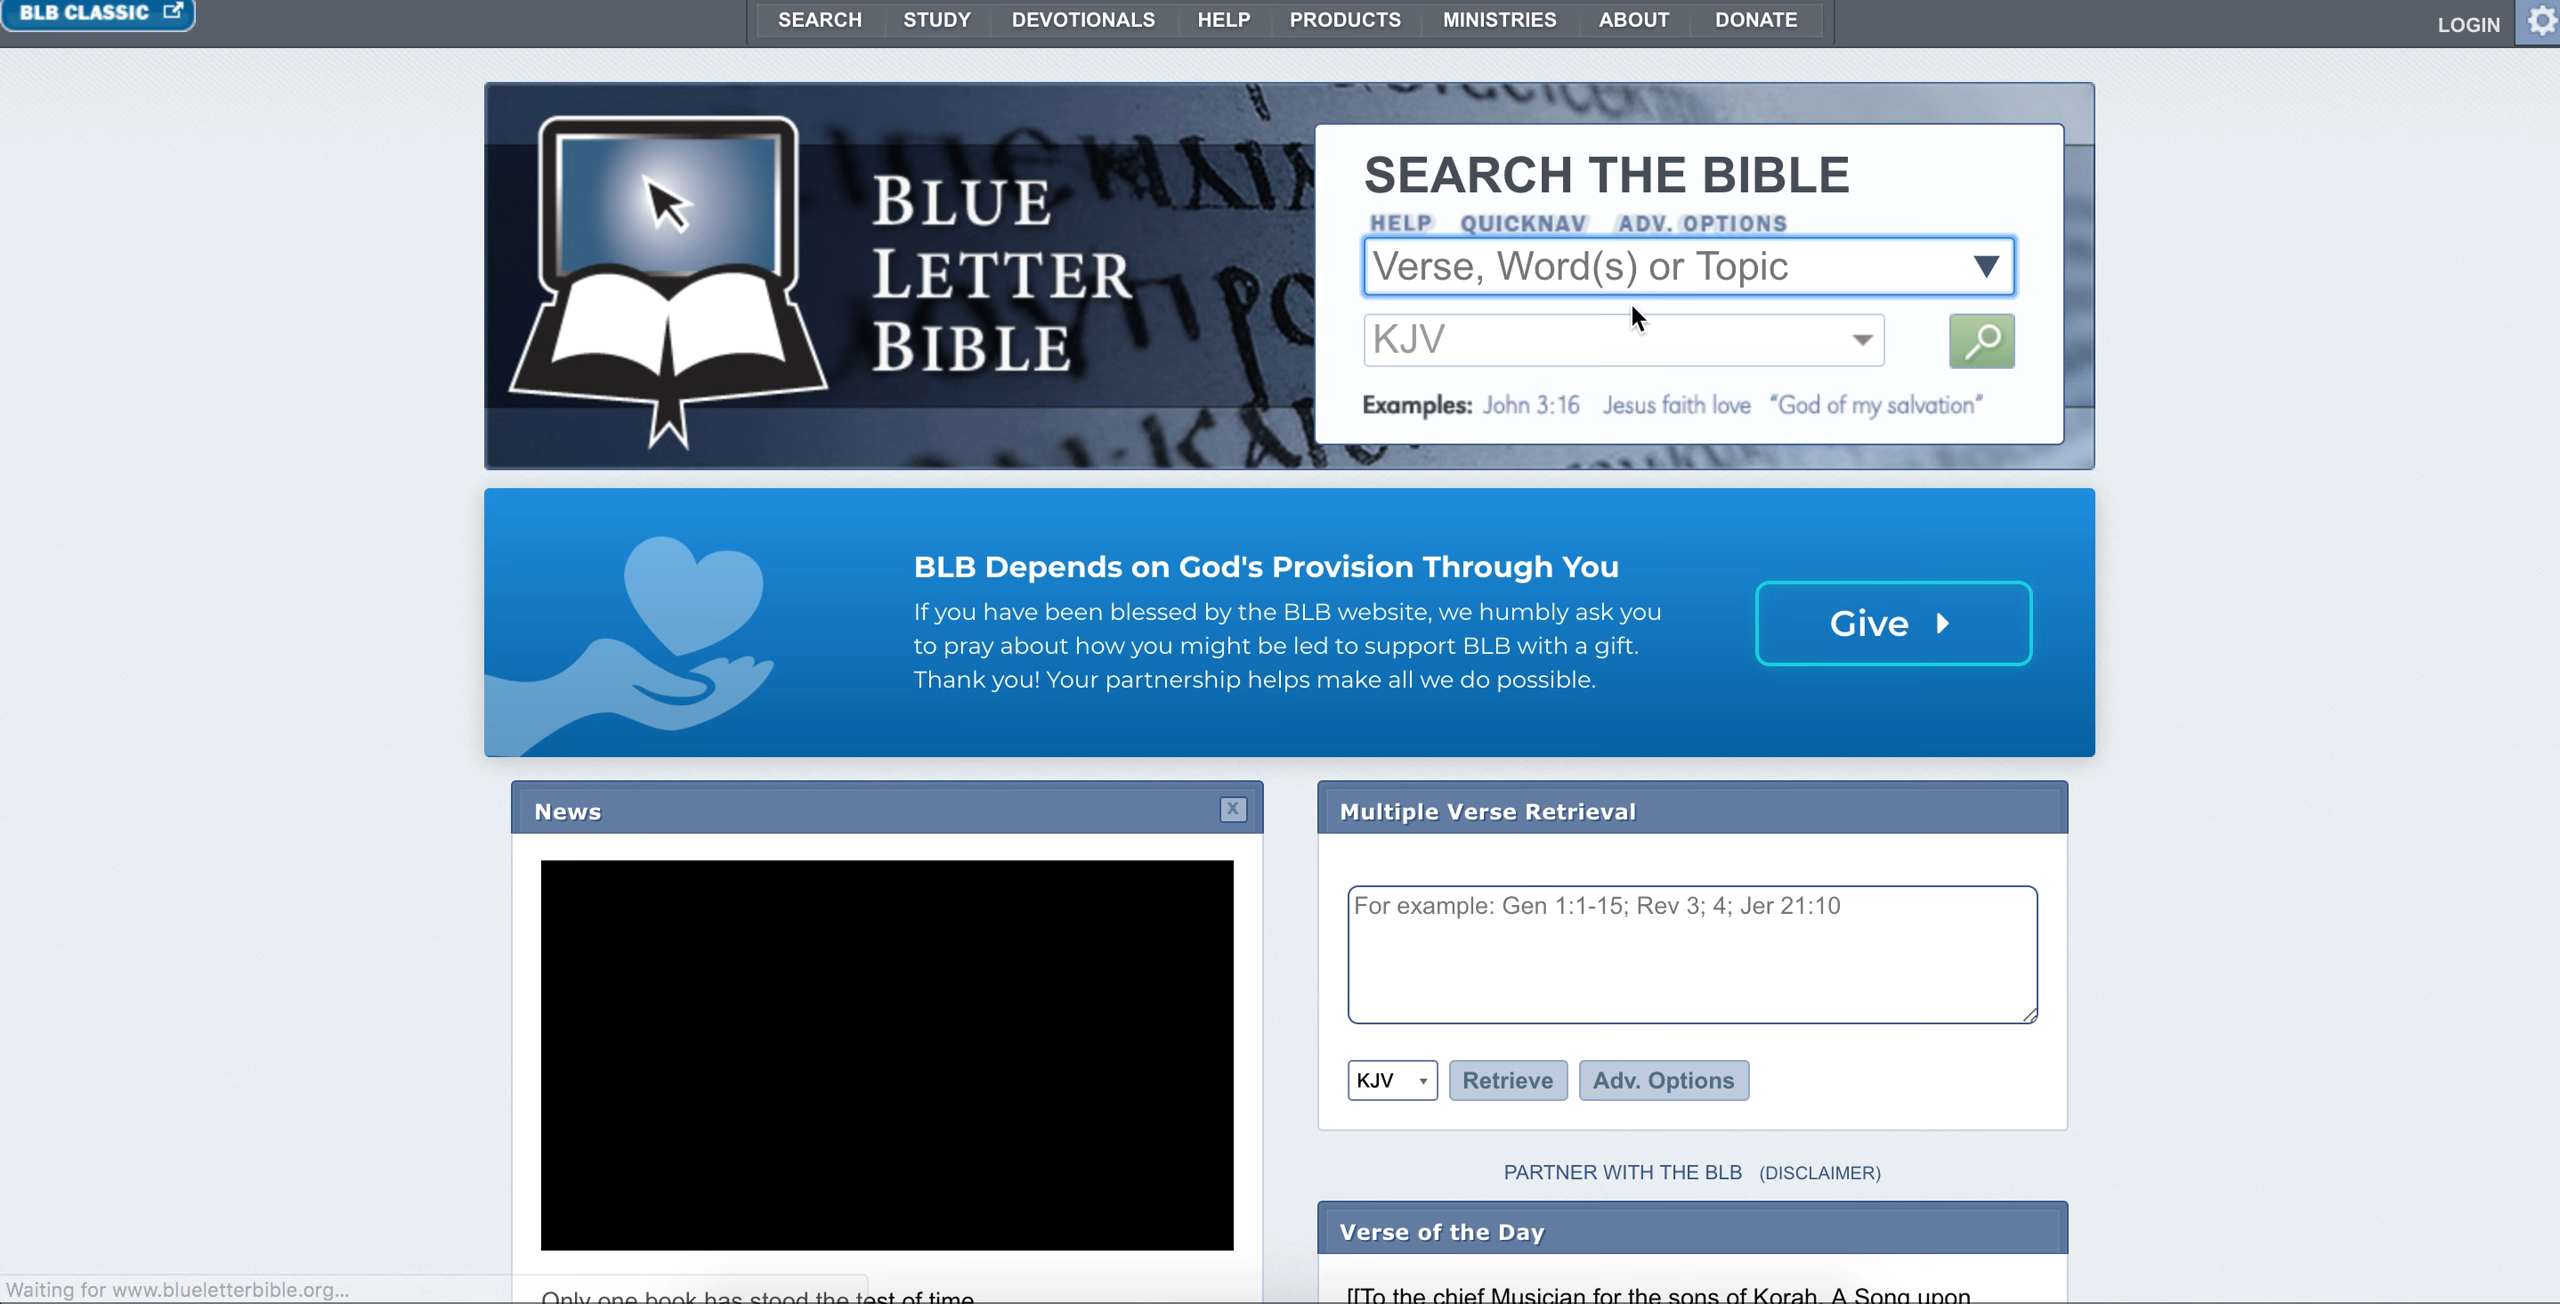 BLB CLASSIC
SEARCH STUDY DEVOTIONALS HELP PRODUCTS MINISTRIES ABOUT DONATE
LOGIN
BLUE
LETTER
BIBLE
SEARCH THE BIBLE
HELP QUICKNAV ADV. OPTIONS
Verse, Word(s) or Topic
KJV
Examples: John 3:16 Jesus faith love “God of my salvation”
BLB Depends on God's Provision Through You
If you have been blessed by the BLB website, we humbly ask you
to pray about how you might be led to support BLB with a gift.
Thank you! Your partnership helps make all we do possible.
Give
News
X
Only one book has stood the test of time
Multiple Verse Retrieval
For example: Gen 1:1-15; Rev 3; 4; Jer 21:10
KJV Retrieve Adv. Options
PARTNER WITH THE BLB (DISCLAIMER)
Verse of the Day
[[To the chief Musician for the sons of Korah, A Song upon
Waiting for www.blueletterbible.org...